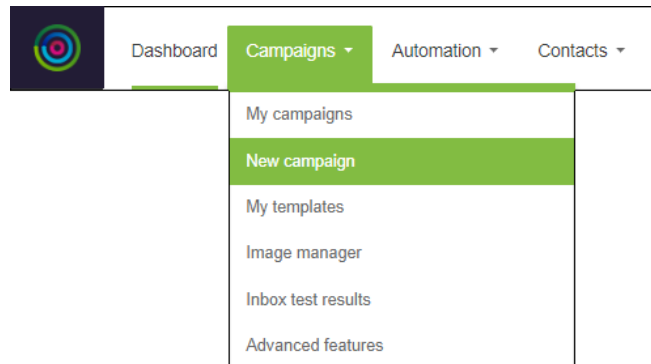 Dashboard Campaigns Automation Contacts
My campaigns
New campaign
My templates
Image manager
Inbox test results
Advanced features